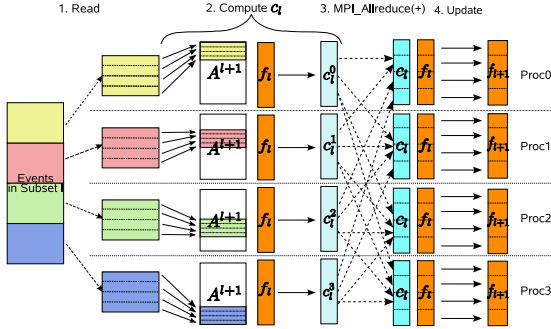 1. Read
2. Compute c_l
3. MPI_Allreduce(+)
4. Update
A^{l+1} f_l c_l^0 c_l f_l f_{l+1} Proc0
A^{l+1} f_l c_l^1 c_l f_l f_{l+1} Proc1
Events
in Subset l
A^{l+1} f_l c_l^2 c_l f_l f_{l+1} Proc2
A^{l+1} f_l c_l^3 c_l f_l f_{l+1} Proc3